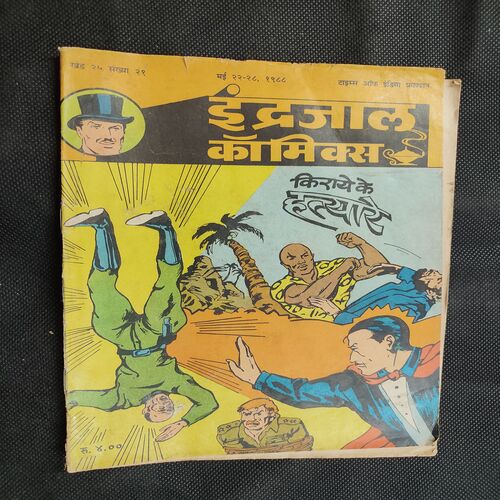 खंड २५ संख्या २१
मई २२-२८, १९८८
टाइम्स ऑफ इंडिया प्रकाशन
इंद्रजाल
कॉमिक्स
किराये के
हत्यारे
रु. ४.००